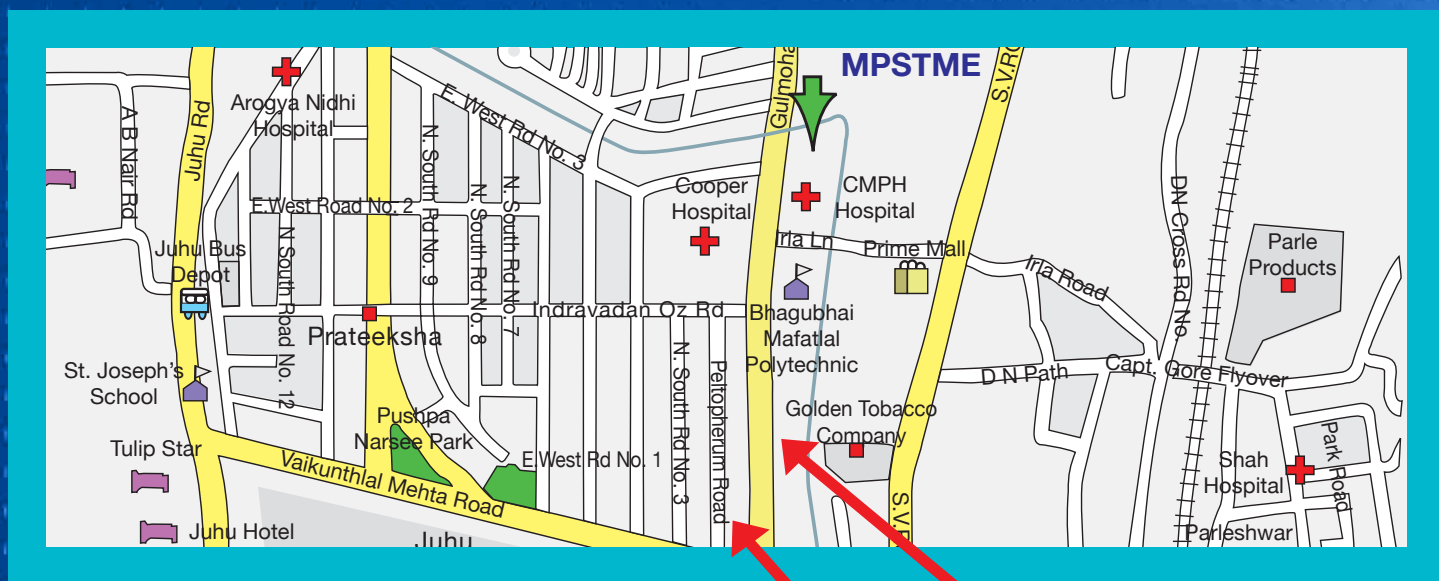 MPSTME
Gulmoha
S.V.RO
Arogya Nidhi
Hospital
Juhu Rd
A B Nair Rd
E. West Rd No. 3
N. South Rd No. 9
N. South Rd No. 8
N. South Rd No. 7
E.West Road No. 2
Cooper
Hospital
CMPH
Hospital
Irla Ln
Prime Mall
Irla Road
DN Cross Rd No.
Parle
Products
Juhu Bus
Depot
N South Road No. 12
Indravadan Oz Rd
Prateeksha
Bhagubhai
Mafatlal
Polytechnic
St. Joseph's
School
N. South Rd No. 3
Peltopherum Road
D N Path
Capt. Gore Flyover
Pushpa
Narsee Park
Golden Tobacco
Company
Tulip Star
Vaikunthlal Mehta Road
E.West Rd No. 1
Shah
Hospital
Park Road
S.V.F
Juhu Hotel
Juhu
Parleshwar